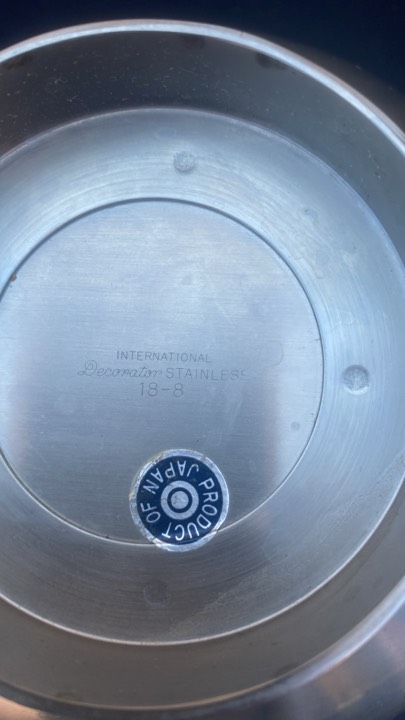 INTERNATIONAL
Decorator STAINLESS
18-8
PRODUCT OF JAPAN